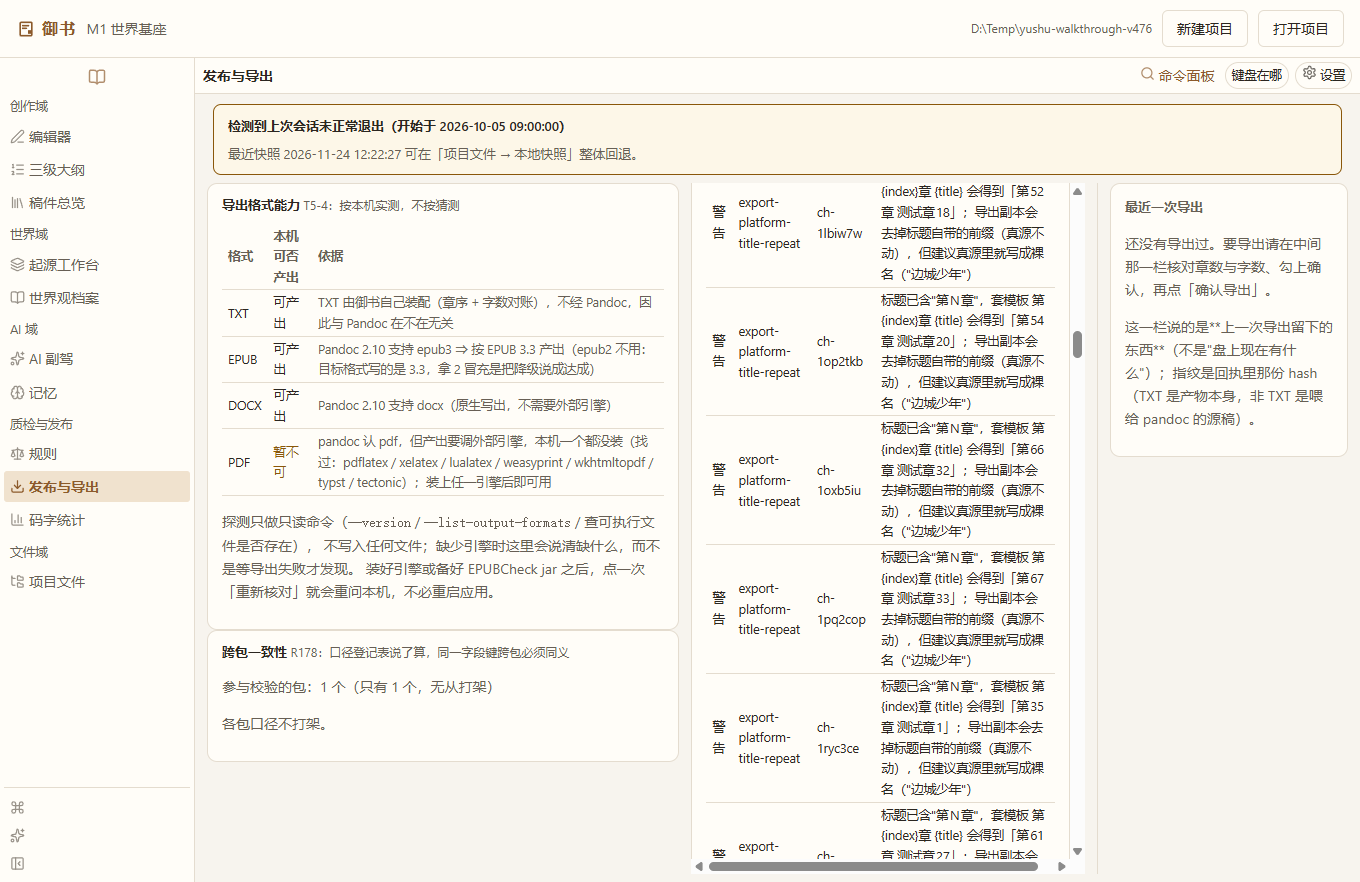 御书 M1 世界基座
D:\Temp\yushu-walkthrough-v476 新建项目 打开项目
创作域
编辑器
三级大纲
稿件总览
世界域
起源工作台
世界观档案
AI 域
AI 副驾
记忆
质检与发布
规则
发布与导出
码字统计
文件域
项目文件
发布与导出
命令面板 键盘在哪 设置
检测到上次会话未正常退出（开始于 2026-10-05 09:00:00）
最近快照 2026-11-24 12:22:27 可在「项目文件 → 本地快照」整体回退。
导出格式能力 T5-4：按本机实测，不按猜测
格式 本机可否产出 依据
TXT 可产出 TXT 由御书自己装配（章序 + 字数对账），不经 Pandoc，因
此与 Pandoc 在不在无关
EPUB 可产出 Pandoc 2.10 支持 epub3 ⇒ 按 EPUB 3.3 产出（epub2 不用：
目标格式写的是 3.3，拿 2 冒充是把降级说成达成）
DOCX 可产出 Pandoc 2.10 支持 docx（原生写出，不需要外部引擎）
PDF 暂不可 pandoc 认 pdf，但产出要调外部引擎，本机一个都没装（找
过：pdflatex / xelatex / lualatex / weasyprint / wkhtmltopdf /
typst / tectonic）；装上任一引擎后即可用
探测只做只读命令（—version / —list-output-formats / 查可执行文
件是否存在）， 不写入任何文件；缺少引擎时这里会说清缺什么，而不
是等导出失败才发现。 装好引擎或备好 EPUBCheck jar 之后，点一次
「重新核对」就会重问本机，不必重启应用。
跨包一致性 R178：口径登记表说了算，同一字段键跨包必须同义
参与校验的包：1 个（只有 1 个，无从打架）
各包口径不打架。
警告 export-platform-title-repeat ch-1lbiw7w
{index}章 {title} 会得到「第52
章 测试章18」；导出副本会
去掉标题自带的前缀（真源不
动），但建议真源里就写成裸
名（"边城少年"）
警告 export-platform-title-repeat ch-1op2tkb
标题已含"第 N 章"，套模板 第
{index}章 {title} 会得到「第54
章 测试章20」；导出副本会
去掉标题自带的前缀（真源不
动），但建议真源里就写成裸
名（"边城少年"）
警告 export-platform-title-repeat ch-1oxb5iu
标题已含"第 N 章"，套模板 第
{index}章 {title} 会得到「第66
章 测试章32」；导出副本会
去掉标题自带的前缀（真源不
动），但建议真源里就写成裸
名（"边城少年"）
警告 export-platform-title-repeat ch-1pq2cop
标题已含"第 N 章"，套模板 第
{index}章 {title} 会得到「第67
章 测试章33」；导出副本会
去掉标题自带的前缀（真源不
动），但建议真源里就写成裸
名（"边城少年"）
警告 export-platform-title-repeat ch-1ryc3ce
标题已含"第 N 章"，套模板 第
{index}章 {title} 会得到「第35
章 测试章1」；导出副本会去
掉标题自带的前缀（真源不
动），但建议真源里就写成裸
名（"边城少年"）
警 export- ch-
标题已含"第 N 章"，套模板 第
{index}章 {title} 会得到「第61
章 测试章27」；导出副本会
最近一次导出
还没有导出过。要导出请在中间
那一栏核对章数与字数、勾上确
认，再点「确认导出」。
这一栏说的是**上一次导出留下的
东西**（不是"盘上现在有什
么"）；指纹是回执里那份 hash
（TXT 是产物本身，非 TXT 是喂
给 pandoc 的源稿）。